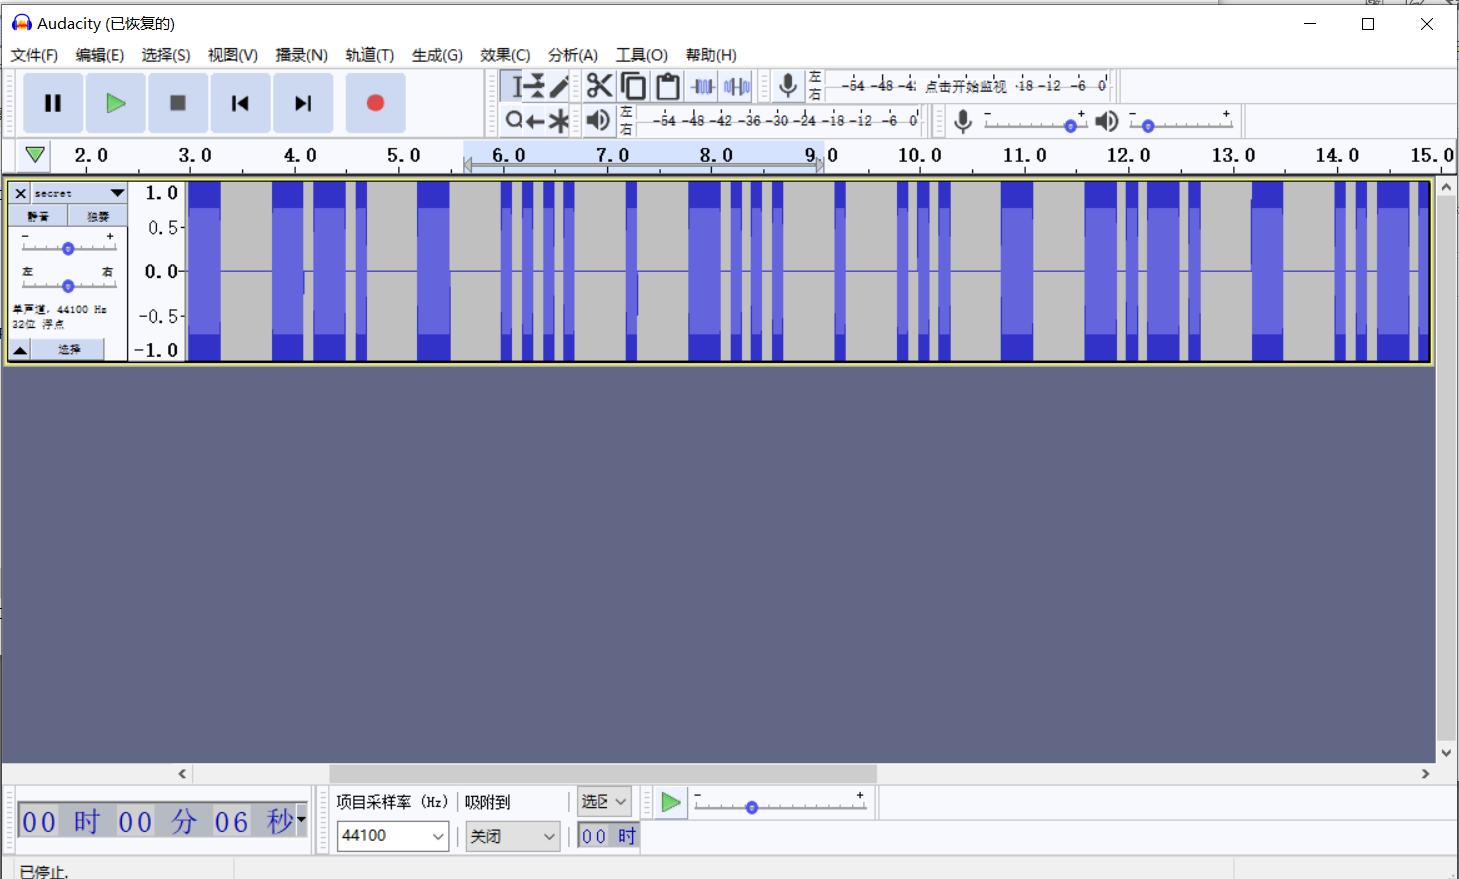 Audacity (已恢复的)
文件(F) 编辑(E) 选择(S) 视图(V) 播录(N) 轨道(T) 生成(G) 效果(C) 分析(A) 工具(O) 帮助(H)
左 右 -54 -48 -4 点击开始监视 -18 -12 -6 0
左 右 -54 -48 -42 -36 -30 -24 -18 -12 -6 0 - + - +
2.0 3.0 4.0 5.0 6.0 7.0 8.0 9.0 10.0 11.0 12.0 13.0 14.0 15.0
secret 1.0
静音 独奏 0.5
- +
左 右 0.0
单声道, 44100 Hz
32位 浮点 -0.5
选择 -1.0
项目采样率 (Hz) 吸附到 选区 - +
00 时 00 分 06 秒
44100 关闭 00 时
已停止.